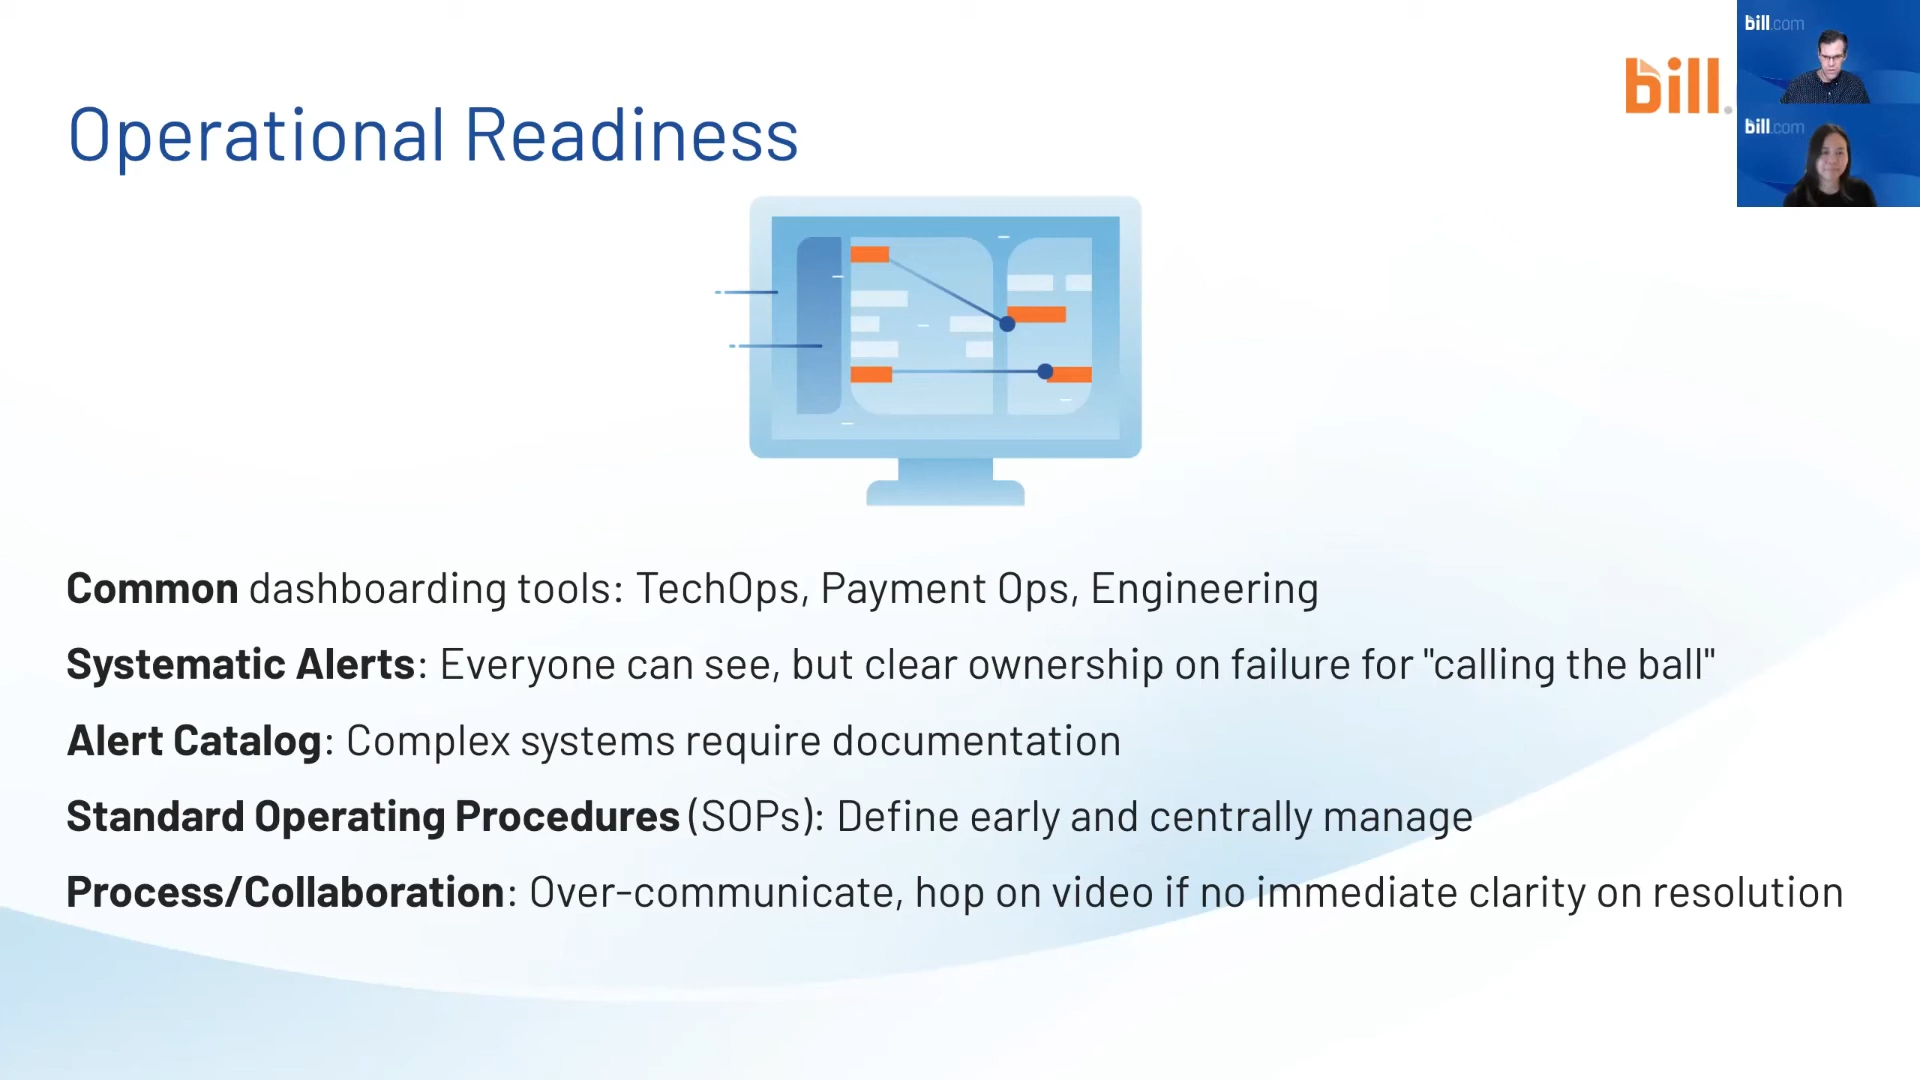 bill.com
bill.
Operational Readiness
bill.com
Common dashboarding tools: TechOps, Payment Ops, Engineering
Systematic Alerts: Everyone can see, but clear ownership on failure for "calling the ball"
Alert Catalog: Complex systems require documentation
Standard Operating Procedures (SOPs): Define early and centrally manage
Process/Collaboration: Over-communicate, hop on video if no immediate clarity on resolution